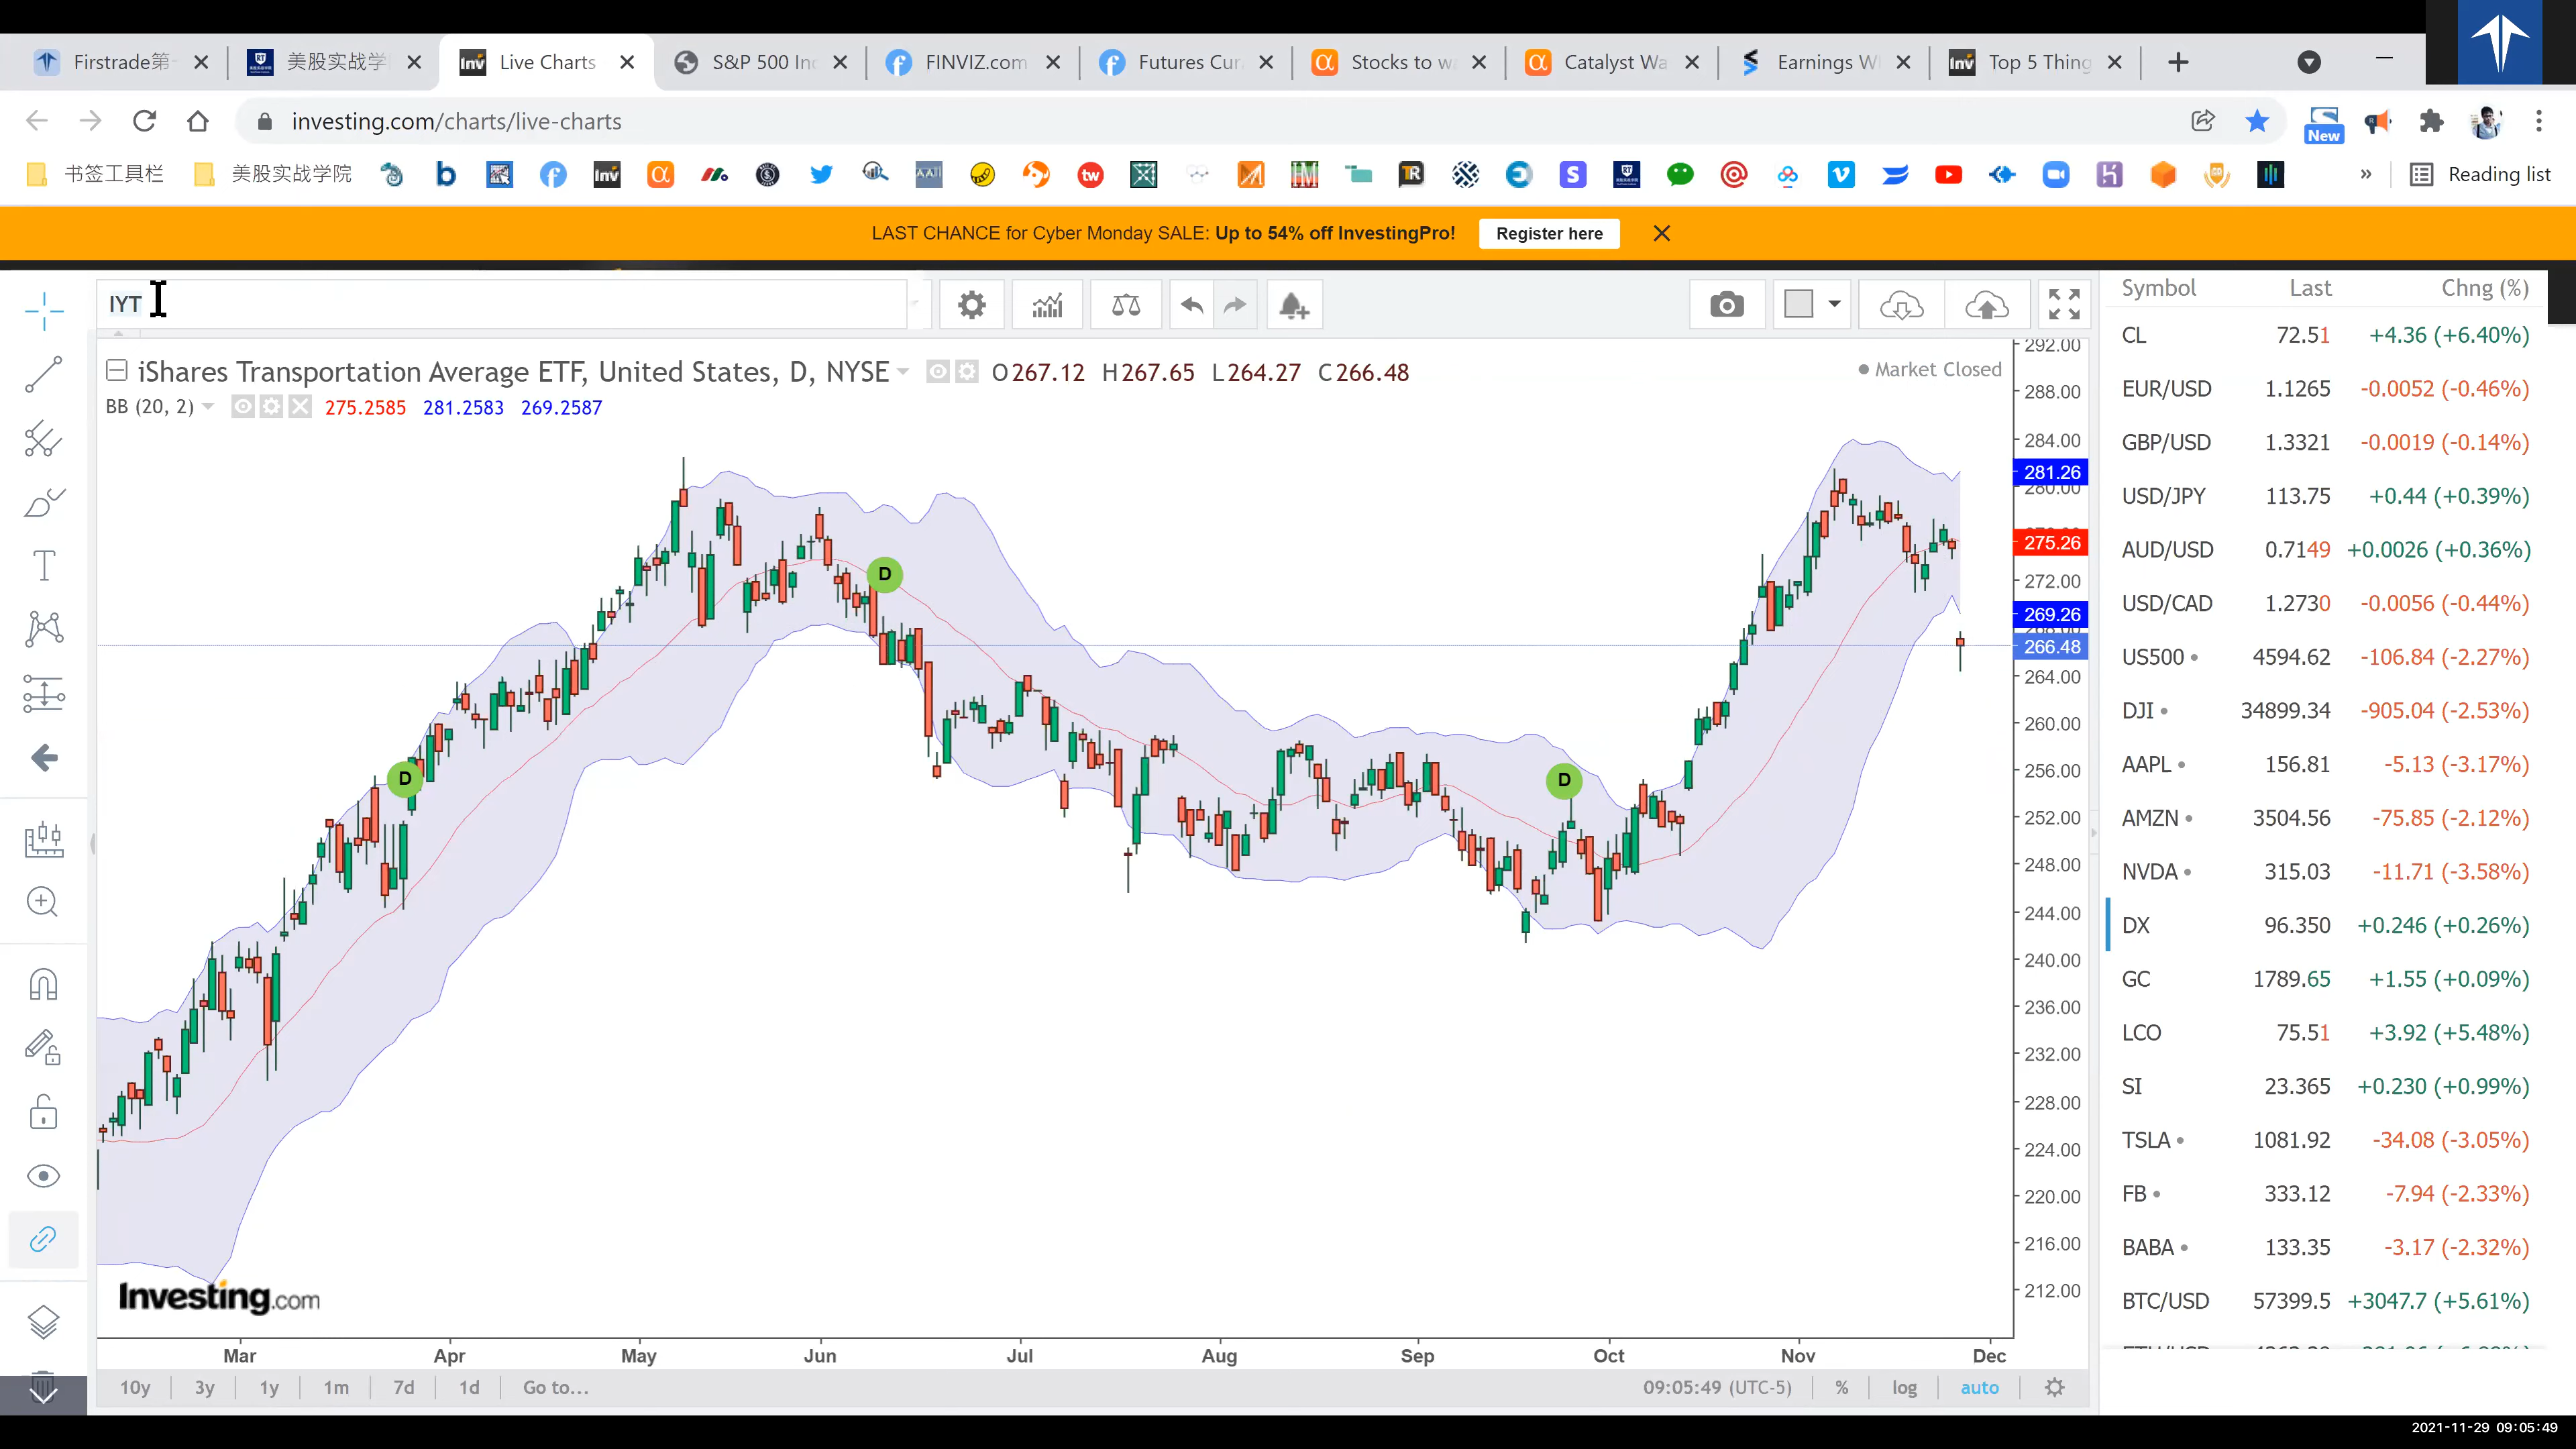 Firstrade第一
美股实战学
Live Charts
S&P 500 In
FINVIZ.com
Futures Cur
Stocks to w
Catalyst Wa
Earnings W
Top 5 Thing
investing.com/charts/live-charts
New
书签工具栏
美股实战学院
Reading list
LAST CHANCE for Cyber Monday SALE: Up to 54% off InvestingPro! Register here
IYT
iShares Transportation Average ETF, United States, D, NYSE O267.12 H267.65 L264.27 C266.48
Market Closed
BB (20, 2) 275.2585 281.2583 269.2587
292.00
288.00
284.00
281.26
280.00
275.26
272.00
269.26
266.48
264.00
260.00
256.00
252.00
248.00
244.00
240.00
236.00
232.00
228.00
224.00
220.00
216.00
212.00
D
D
D
Investing.com
Mar Apr May Jun Jul Aug Sep Oct Nov Dec
10y 3y 1y 1m 7d 1d Go to... 09:05:49 (UTC-5) % log auto
Symbol Last Chng (%)
CL 72.51 +4.36 (+6.40%)
EUR/USD 1.1265 -0.0052 (-0.46%)
GBP/USD 1.3321 -0.0019 (-0.14%)
USD/JPY 113.75 +0.44 (+0.39%)
AUD/USD 0.7149 +0.0026 (+0.36%)
USD/CAD 1.2730 -0.0056 (-0.44%)
US500 4594.62 -106.84 (-2.27%)
DJI 34899.34 -905.04 (-2.53%)
AAPL 156.81 -5.13 (-3.17%)
AMZN 3504.56 -75.85 (-2.12%)
NVDA 315.03 -11.71 (-3.58%)
DX 96.350 +0.246 (+0.26%)
GC 1789.65 +1.55 (+0.09%)
LCO 75.51 +3.92 (+5.48%)
SI 23.365 +0.230 (+0.99%)
TSLA 1081.92 -34.08 (-3.05%)
FB 333.12 -7.94 (-2.33%)
BABA 133.35 -3.17 (-2.32%)
BTC/USD 57399.5 +3047.7 (+5.61%)
2021-11-29 09:05:49